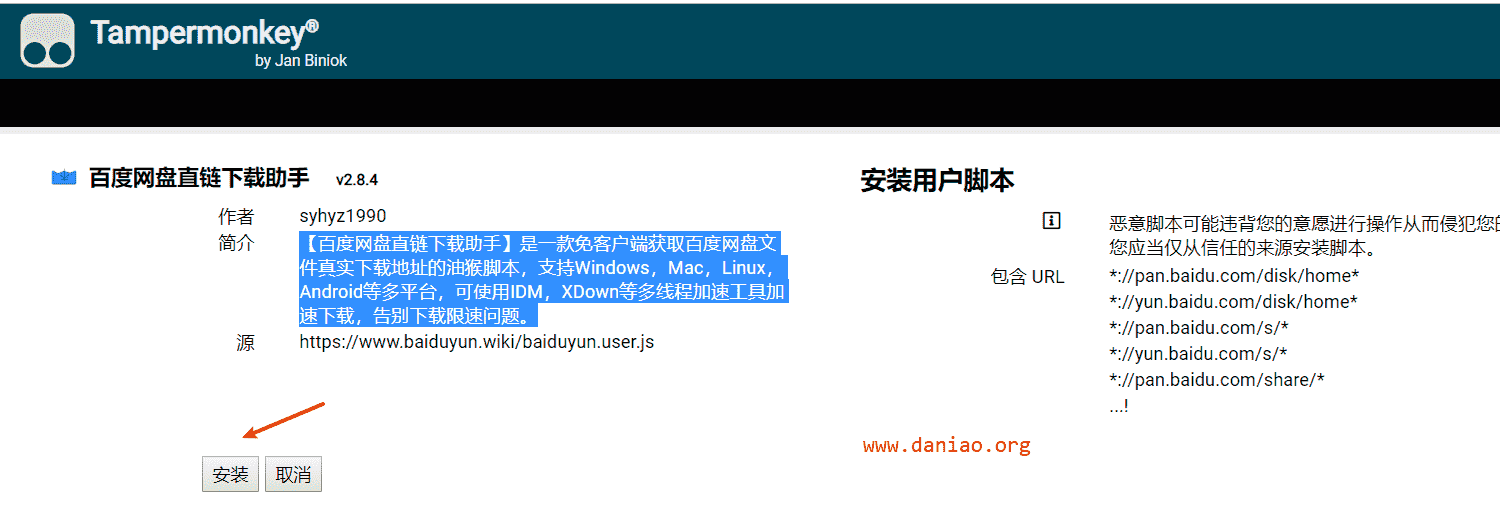 Tampermonkey®
by Jan Biniok
百度网盘直链下载助手 v2.8.4
作者 syhyz1990
简介 【百度网盘直链下载助手】是一款免客户端获取百度网盘文
件真实下载地址的油猴脚本，支持Windows，Mac，Linux，
Android等多平台，可使用IDM，XDown等多线程加速工具加
速下载，告别下载限速问题。
源 https://www.baiduyun.wiki/baiduyun.user.js
安装 取消
安装用户脚本
恶意脚本可能违背您的意愿进行操作从而侵犯您的
您应当仅从信任的来源安装脚本。
包含 URL *://pan.baidu.com/disk/home*
*://yun.baidu.com/disk/home*
*://pan.baidu.com/s/*
*://yun.baidu.com/s/*
*://pan.baidu.com/share/*
...!
www.daniao.org